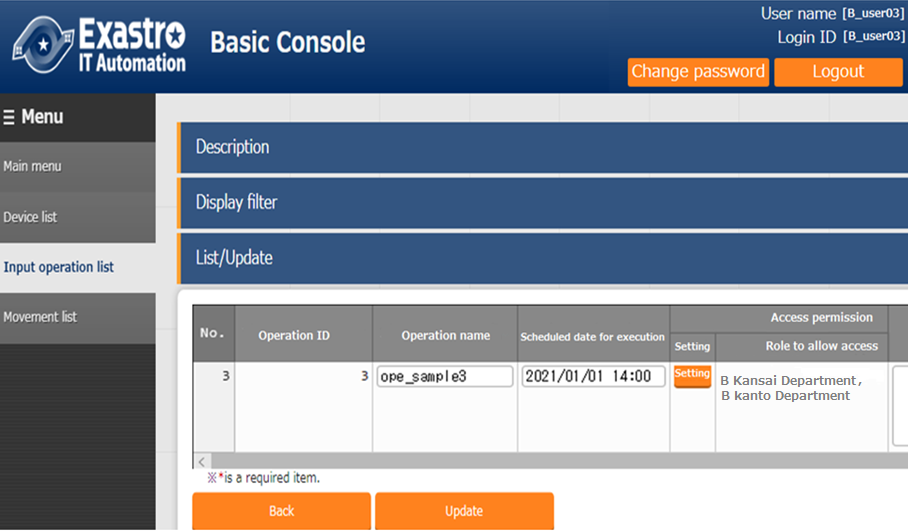 Exastro
IT Automation
Basic Console
User name [B_user03]
Login ID [B_user03]
Change password
Logout
Menu
Main menu
Device list
Input operation list
Movement list
Description
Display filter
List/Update
No.
Operation ID
Operation name
Scheduled date for execution
Access permission
Setting
Role to allow access
3
3
ope_sample3
2021/01/01 14:00
Setting
B Kansai Department,
B kanto Department
※*is a required item.
Back
Update